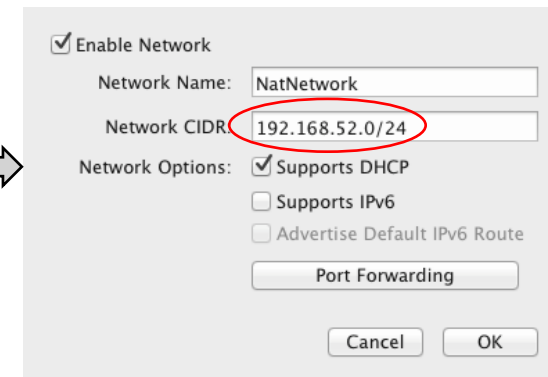 Enable Network
Network Name: NatNetwork
Network CIDR: 192.168.52.0/24
Network Options: Supports DHCP
Supports IPv6
Advertise Default IPv6 Route
Port Forwarding
Cancel OK